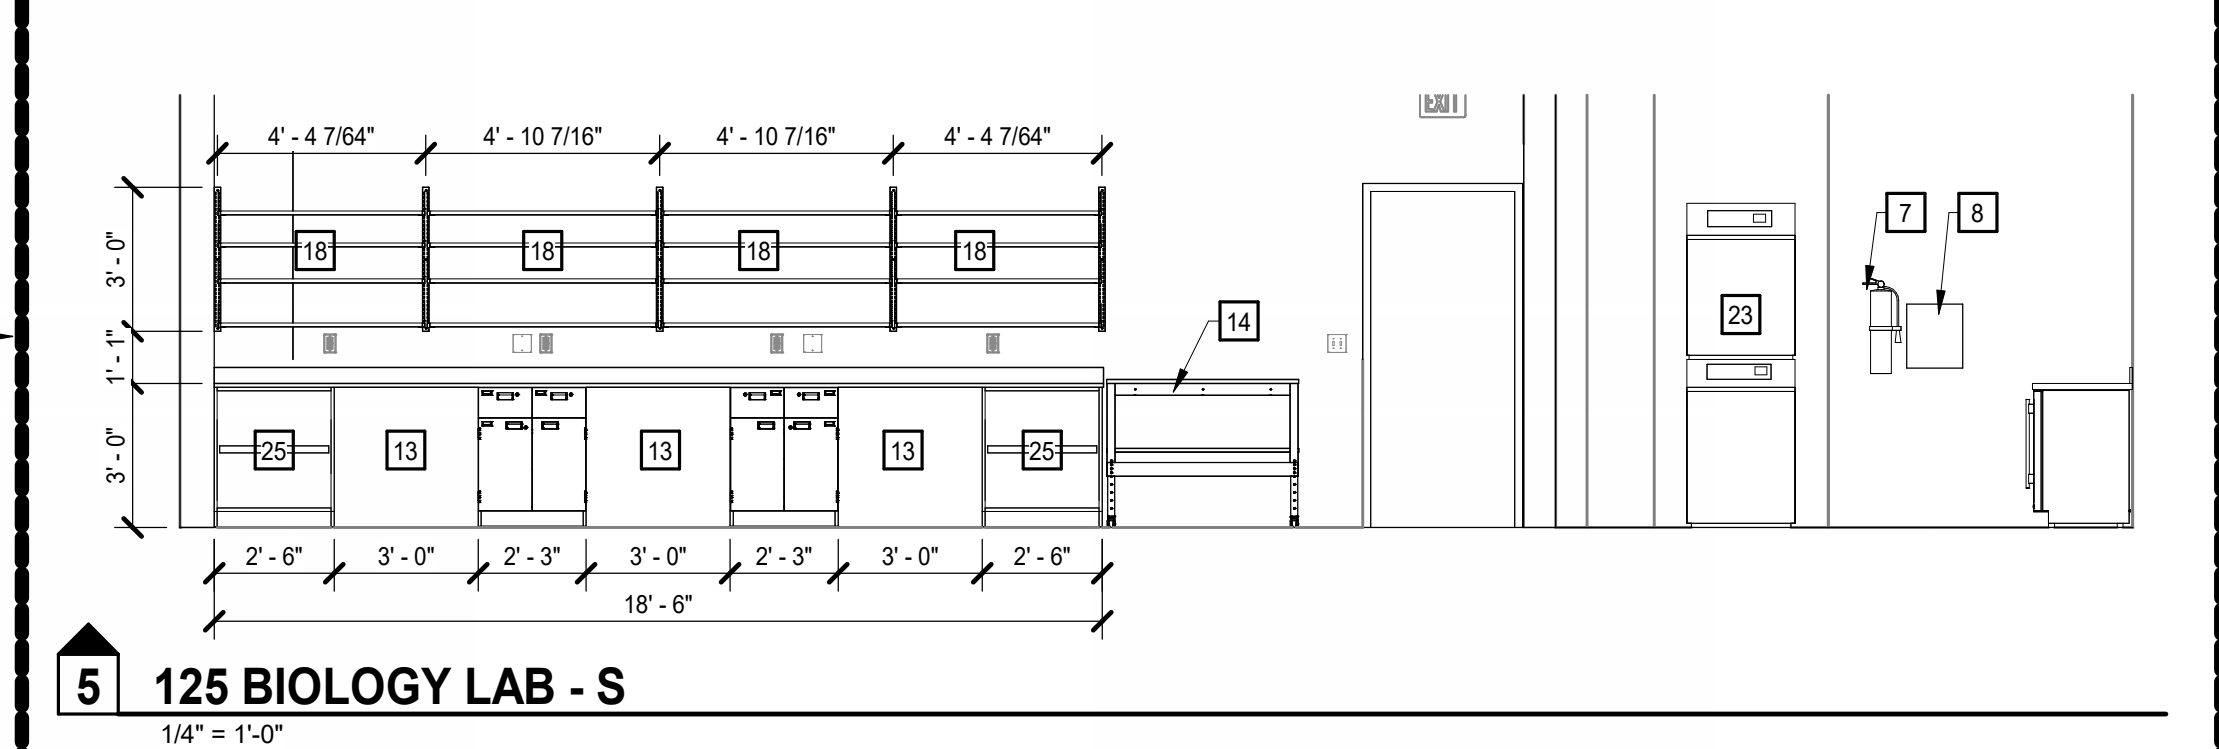 EXIT
4' - 4 7/64" 4' - 10 7/16" 4' - 10 7/16" 4' - 4 7/64"
3' - 0"
1' - 1"
3' - 0"
18 18 18 18
7 8
14
23
25 13 13 13 25
2' - 6" 3' - 0" 2' - 3" 3' - 0" 2' - 3" 3' - 0" 2' - 6"
18' - 6"
5 125 BIOLOGY LAB - S
1/4" = 1'-0"